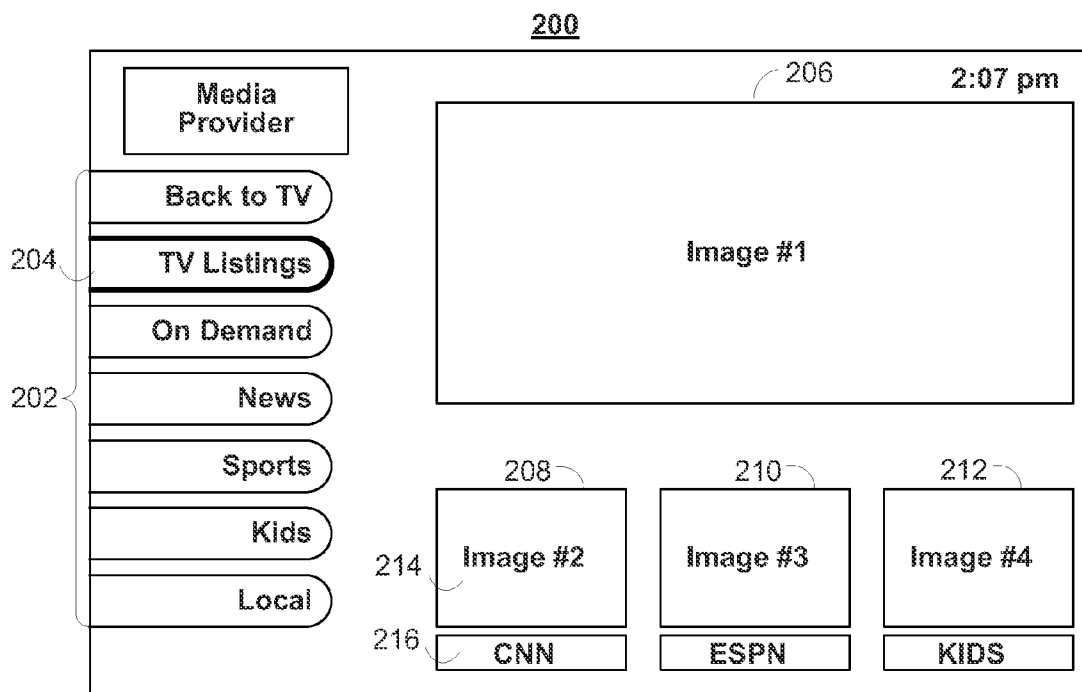 200
206
2:07 pm
Media
Provider
Back to TV
204
TV Listings
Image #1
On Demand
202
News
Sports
208
210
212
Kids
214
Image #2
Image #3
Image #4
Local
216
CNN
ESPN
KIDS